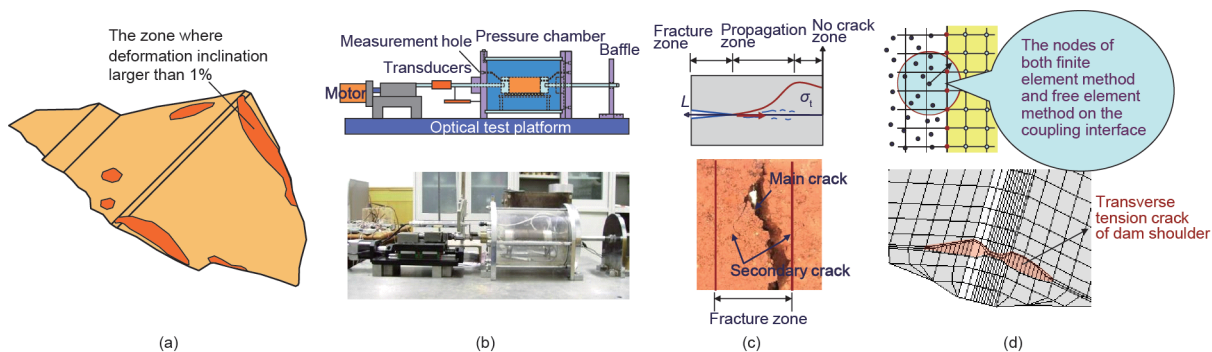 The zone where
deformation inclination
larger than 1%
(a)
Measurement hole
Pressure chamber
Transducers
Baffle
Motor
Optical test platform
(b)
Fracture
zone
Propagation
zone
No crack
zone
L
σt
Main crack
Secondary crack
Fracture zone
(c)
The nodes of
both finite
element method
and free element
method on the
coupling interface
Transverse
tension crack
of dam shoulder
(d)